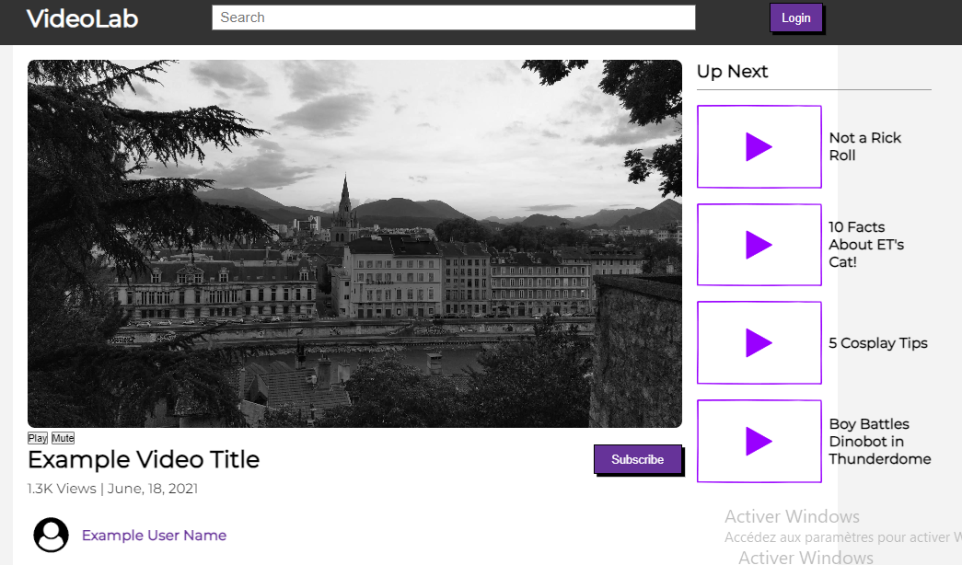 VideoLab
Search
Login
Up Next
Not a Rick
Roll
10 Facts
About ET's
Cat!
5 Cosplay Tips
Boy Battles
Dinobot in
Thunderdome
Play Mute
Example Video Title
Subscribe
1.3K Views | June, 18, 2021
Example User Name
Activer Windows
Accédez aux paramètres pour activer W
Activer Windows